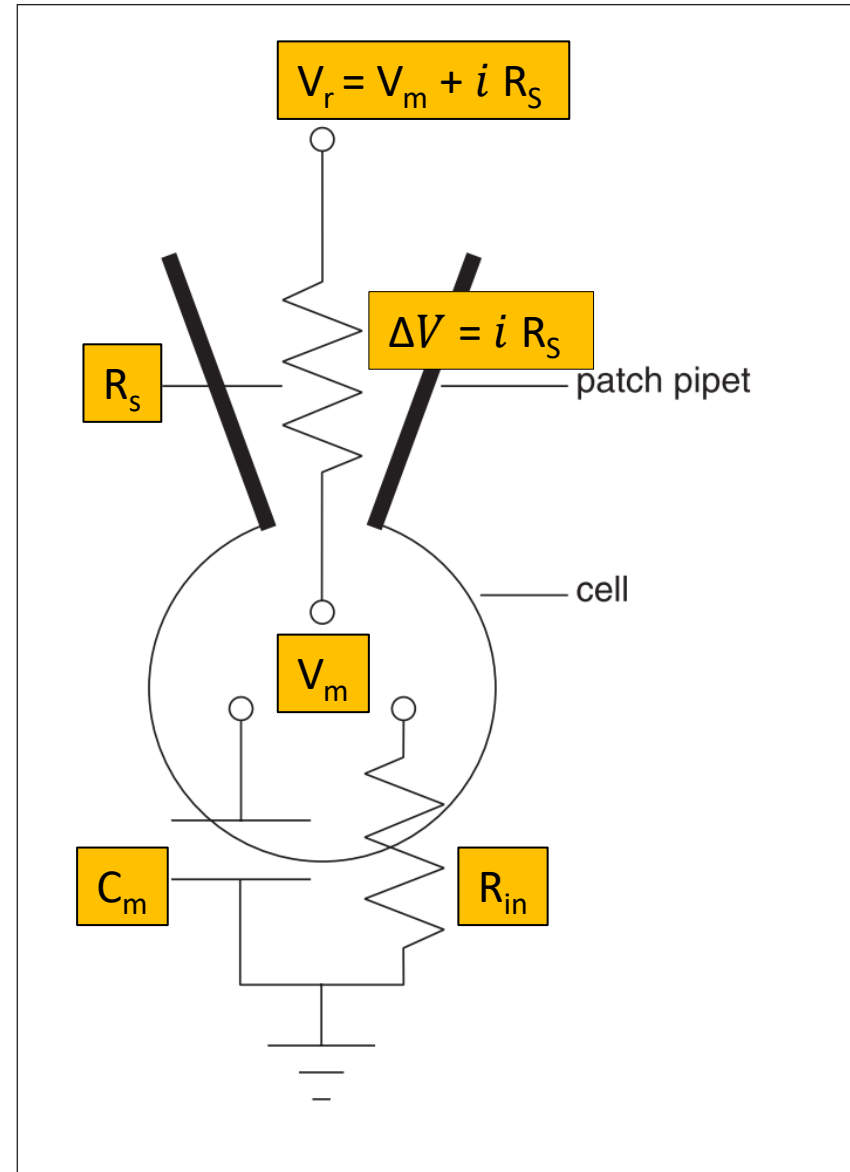 Vr = Vm + i RS
ΔV = i RS
Rs
patch pipet
cell
Vm
Cm
Rin